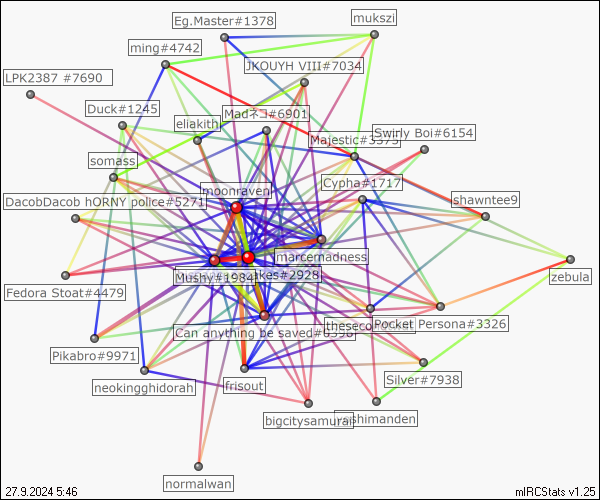 Eg.Master#1378
mukszi
ming#4742
JKOUYH VIII#7034
LPK2387 #7690
Duck#1245
Madネコ#6901
eliakith
Swirly Boi#6154
Majestic#3373
somass
Cypha#1717
moonraven
DacobDacob hORNY police#5271
shawntee9
marcemadness
zebula
Mushy#1984
kes#2928
Fedora Stoat#4479
Can anything be saved#6398
Pocket Persona#3326
Pikabro#9971
Silver#7938
neokingghidorah
frisout
bigcitysamurai
normalwan
27.9.2024 5:46
mIRCStats v1.25